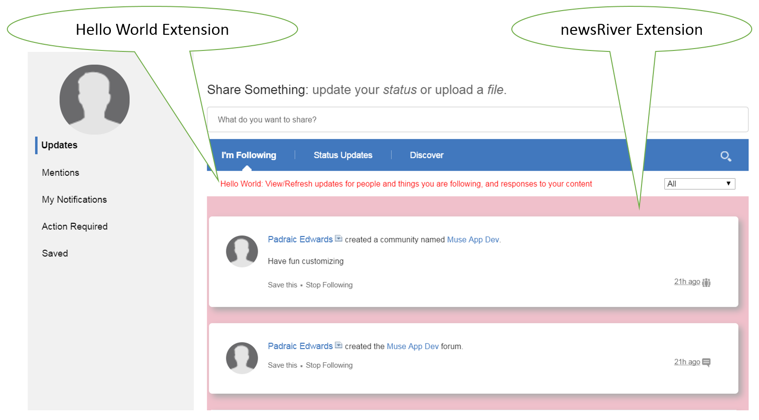 Hello World Extension
newsRiver Extension
Share Something: update your status or upload a file.
What do you want to share?
Updates
Mentions
My Notifications
Action Required
Saved
I'm Following
Status Updates
Discover
Hello World: View/Refresh updates for people and things you are following, and responses to your content
All
Padraic Edwards created a community named Muse App Dev.
Have fun customizing
Save this • Stop Following
21h ago
Padraic Edwards created the Muse App Dev forum.
Save this • Stop Following
21h ago